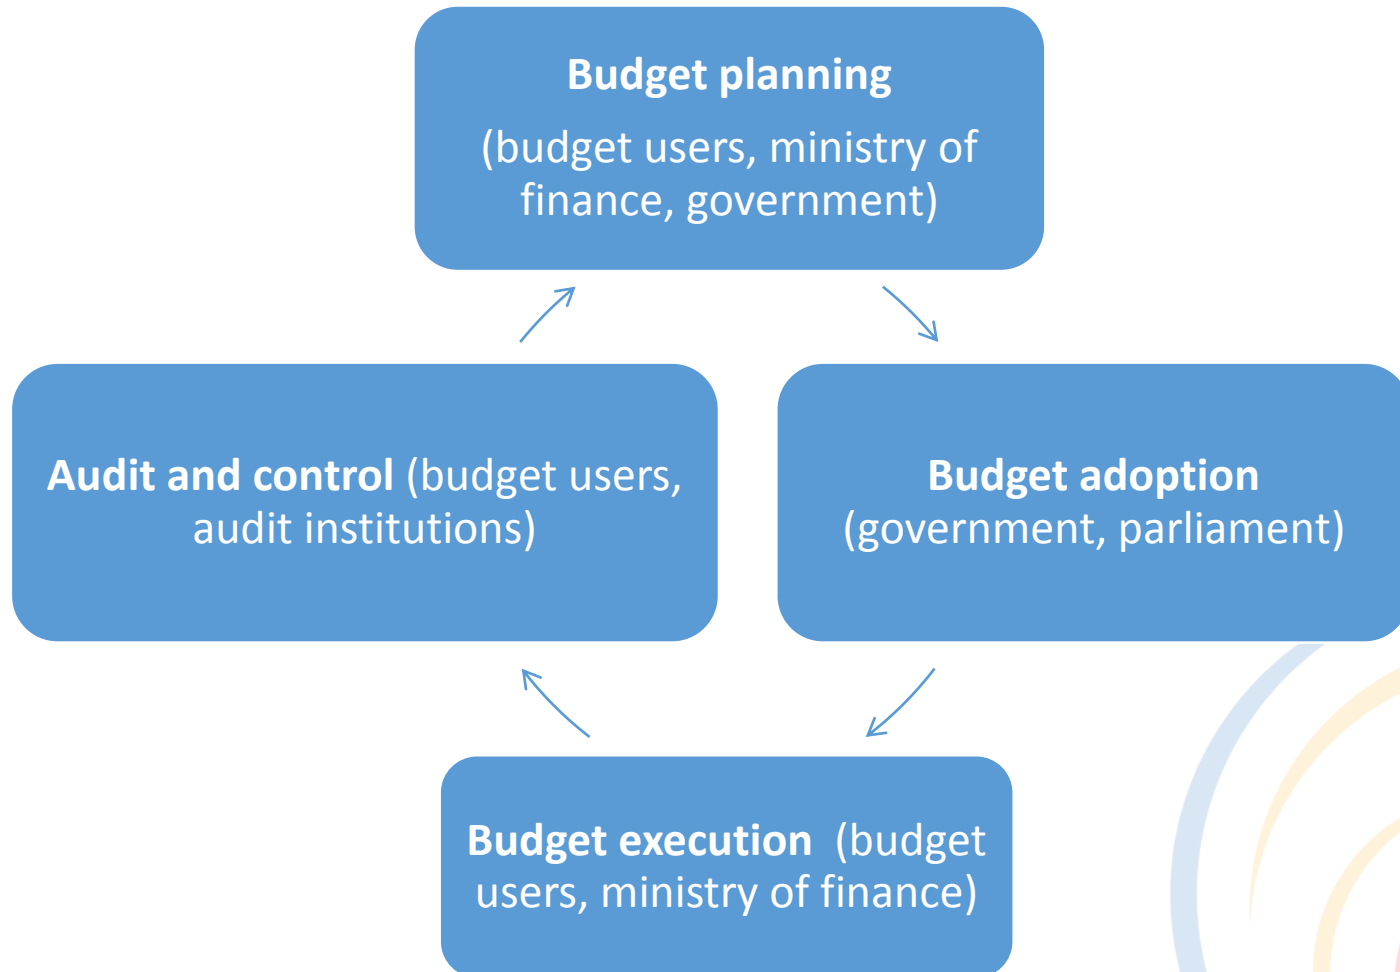 Budget planning
(budget users, ministry of
finance, government)
Audit and control (budget users,
audit institutions)
Budget adoption
(government, parliament)
Budget execution  (budget
users, ministry of finance)